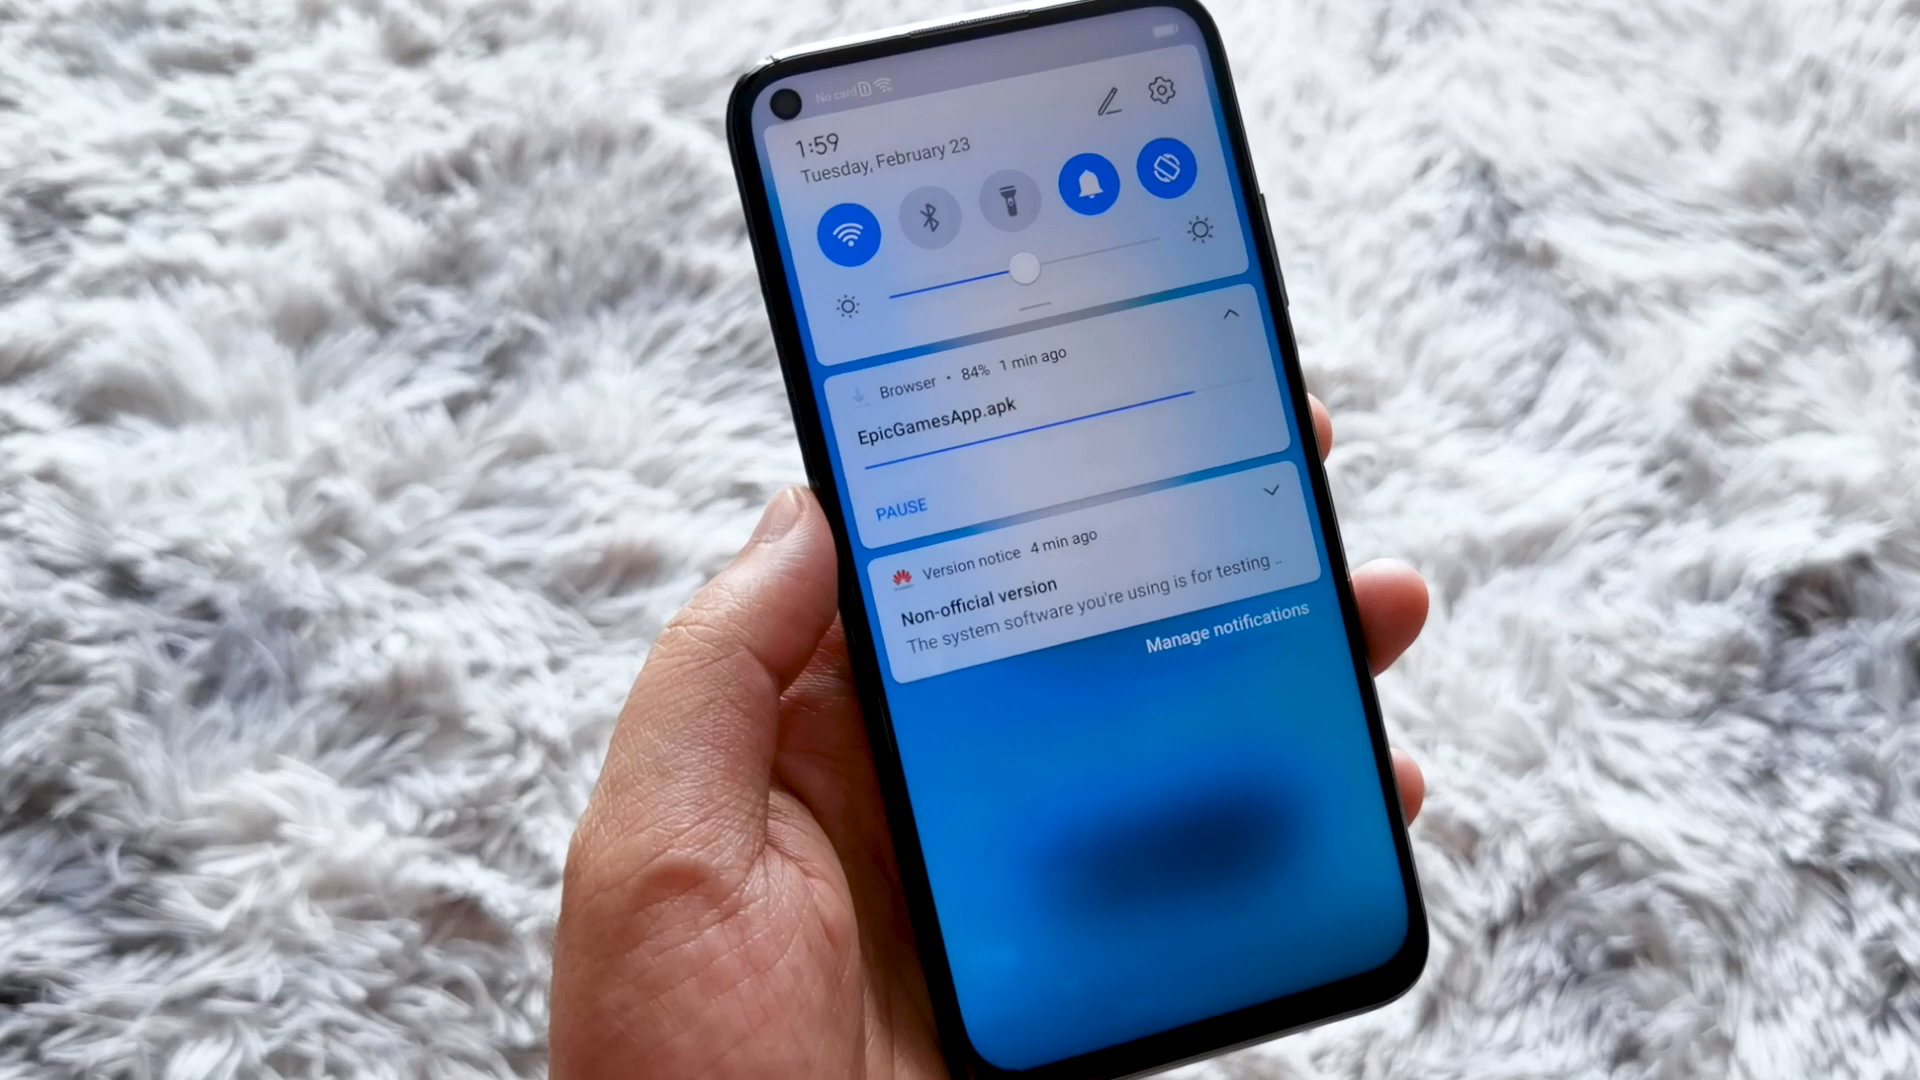 No card
1:59
Tuesday, February 23
Browser • 84% 1 min ago
EpicGamesApp.apk
PAUSE
Version notice 4 min ago
Non-official version
The system software you're using is for testing ..
Manage notifications